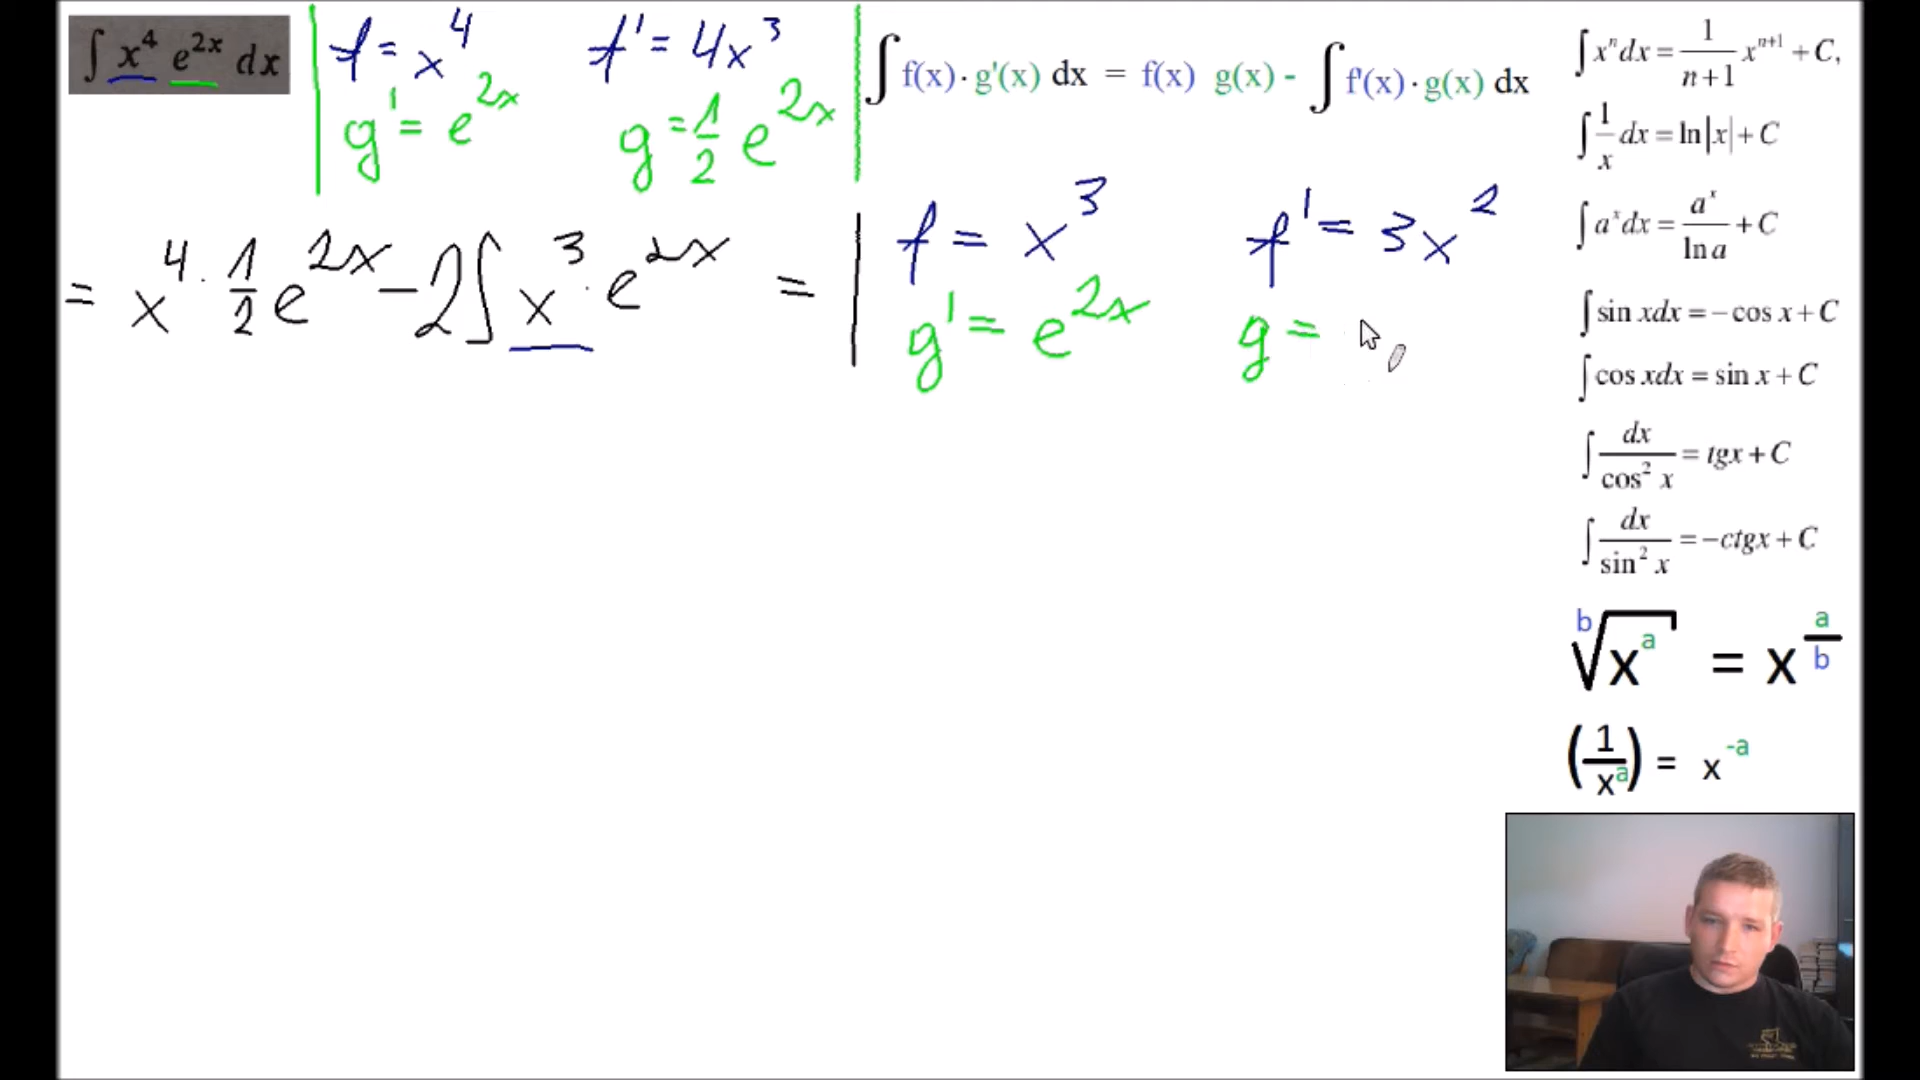 ∫ x⁴ e²ˣ dx
f = x⁴ f' = 4x³
g' = e²ˣ g = 1/2 e²ˣ
∫ f(x) · g'(x) dx = f(x) g(x) - ∫ f'(x) · g(x) dx
= x⁴ · 1/2 e²ˣ - 2∫ x³ · e²ˣ =
f = x³ f' = 3x²
g' = e²ˣ g =
∫ xⁿdx = 1/(n+1) xⁿ⁺¹ + C,
∫ 1/x dx = ln|x| + C
∫ aˣdx = aˣ/ln a + C
∫ sin xdx = - cos x + C
∫ cos xdx = sin x + C
∫ dx/cos² x = tgx + C
∫ dx/sin² x = -ctgx + C
ᵇ√xᵃ = x^(a/b)
(1/xᵃ) = x⁻ᵃ